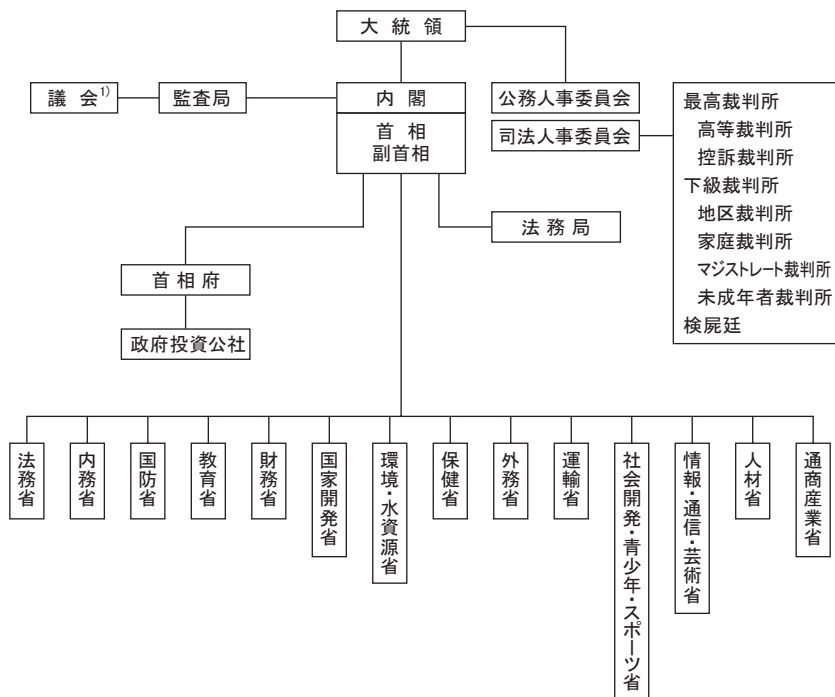 大統領
議会1)
監査局
内閣
首相
副首相
公務人事委員会
司法人事委員会
最高裁判所
高等裁判所
控訴裁判所
下級裁判所
地区裁判所
家庭裁判所
マジストレート裁判所
未成年者裁判所
検屍廷
法務局
首相府
政府投資公社
法務省
内務省
国防省
教育省
財務省
国家開発省
環境・水資源省
保健省
外務省
運輸省
社会開発・青少年・スポーツ省
情報・通信・芸術省
人材省
通商産業省